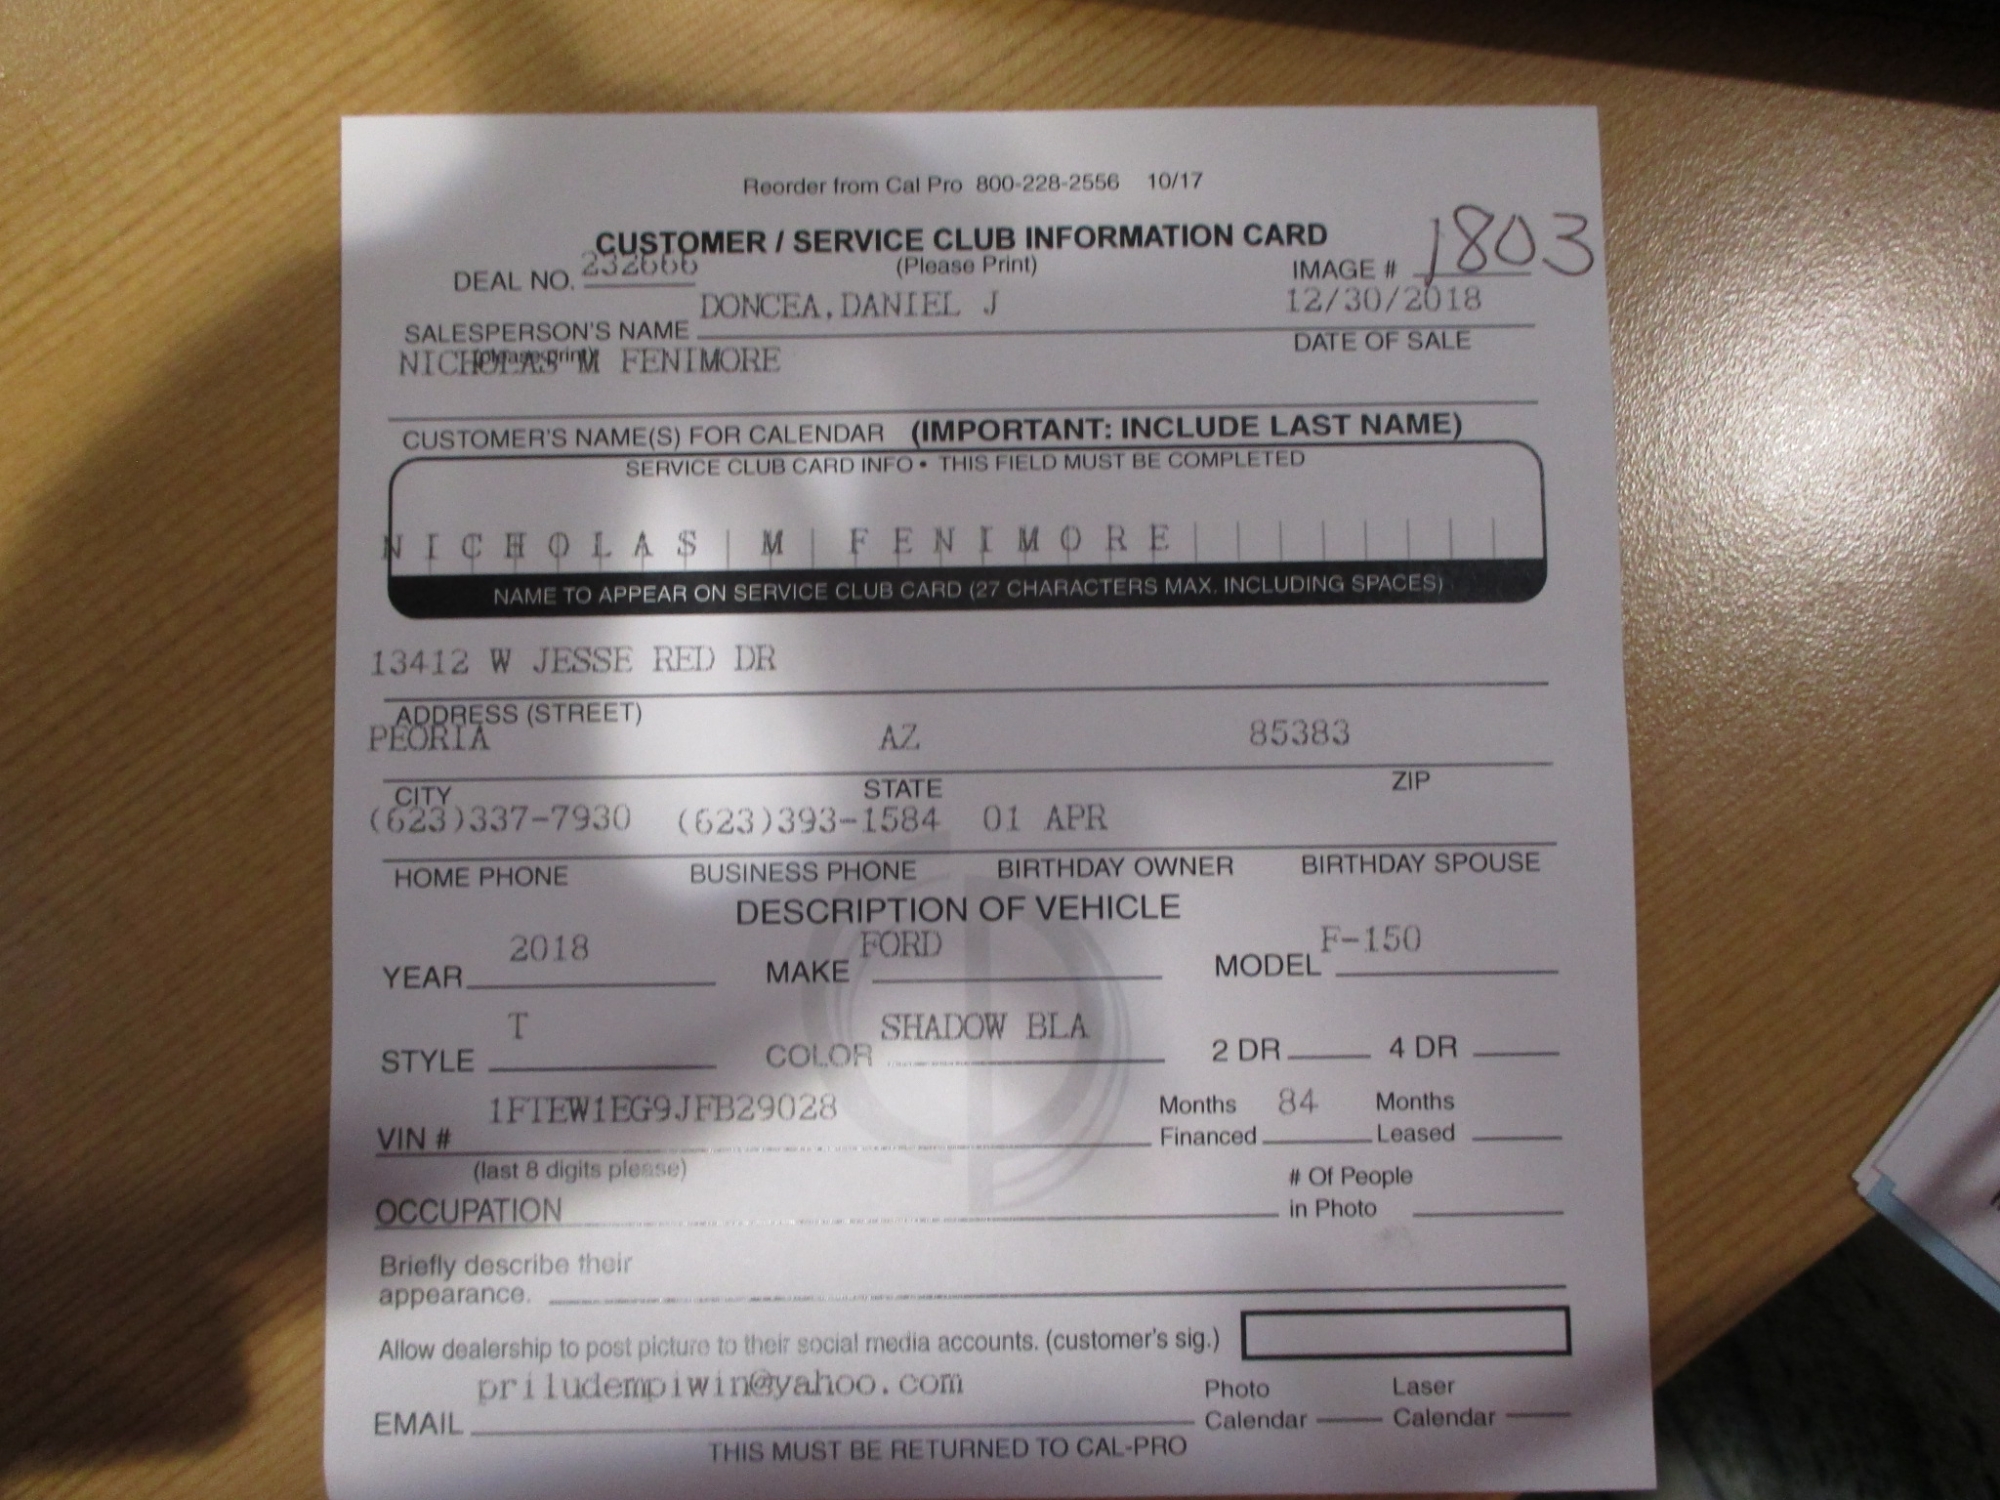 Reorder from Cal Pro 800-228-2556 10/17
CUSTOMER / SERVICE CLUB INFORMATION CARD
(Please Print)
DEAL NO. 232666
IMAGE # 1803
DONCEA, DANIEL J 12/30/2018
SALESPERSON'S NAME DATE OF SALE
(please print)
NICHOLAS M FENIMORE
CUSTOMER'S NAME(S) FOR CALENDAR (IMPORTANT: INCLUDE LAST NAME)
SERVICE CLUB CARD INFO • THIS FIELD MUST BE COMPLETED
NICHOLAS M FENIMORE
NAME TO APPEAR ON SERVICE CLUB CARD (27 CHARACTERS MAX. INCLUDING SPACES)
13412 W JESSE RED DR
ADDRESS (STREET)
PEORIA AZ 85383
CITY STATE ZIP
(623)337-7930 (623)393-1584 01 APR
HOME PHONE BUSINESS PHONE BIRTHDAY OWNER BIRTHDAY SPOUSE
DESCRIPTION OF VEHICLE
YEAR 2018 MAKE FORD MODEL F-150
STYLE T COLOR SHADOW BLA 2 DR 4 DR
VIN # 1FTEW1EG9JFB29028
(last 8 digits please)
Months 84 Months
Financed Leased
# Of People
OCCUPATION in Photo
Briefly describe their
appearance.
Allow dealership to post picture to their social media accounts. (customer's sig.)
priludempiwin@yahoo.com
Photo Laser
EMAIL Calendar Calendar
THIS MUST BE RETURNED TO CAL-PRO